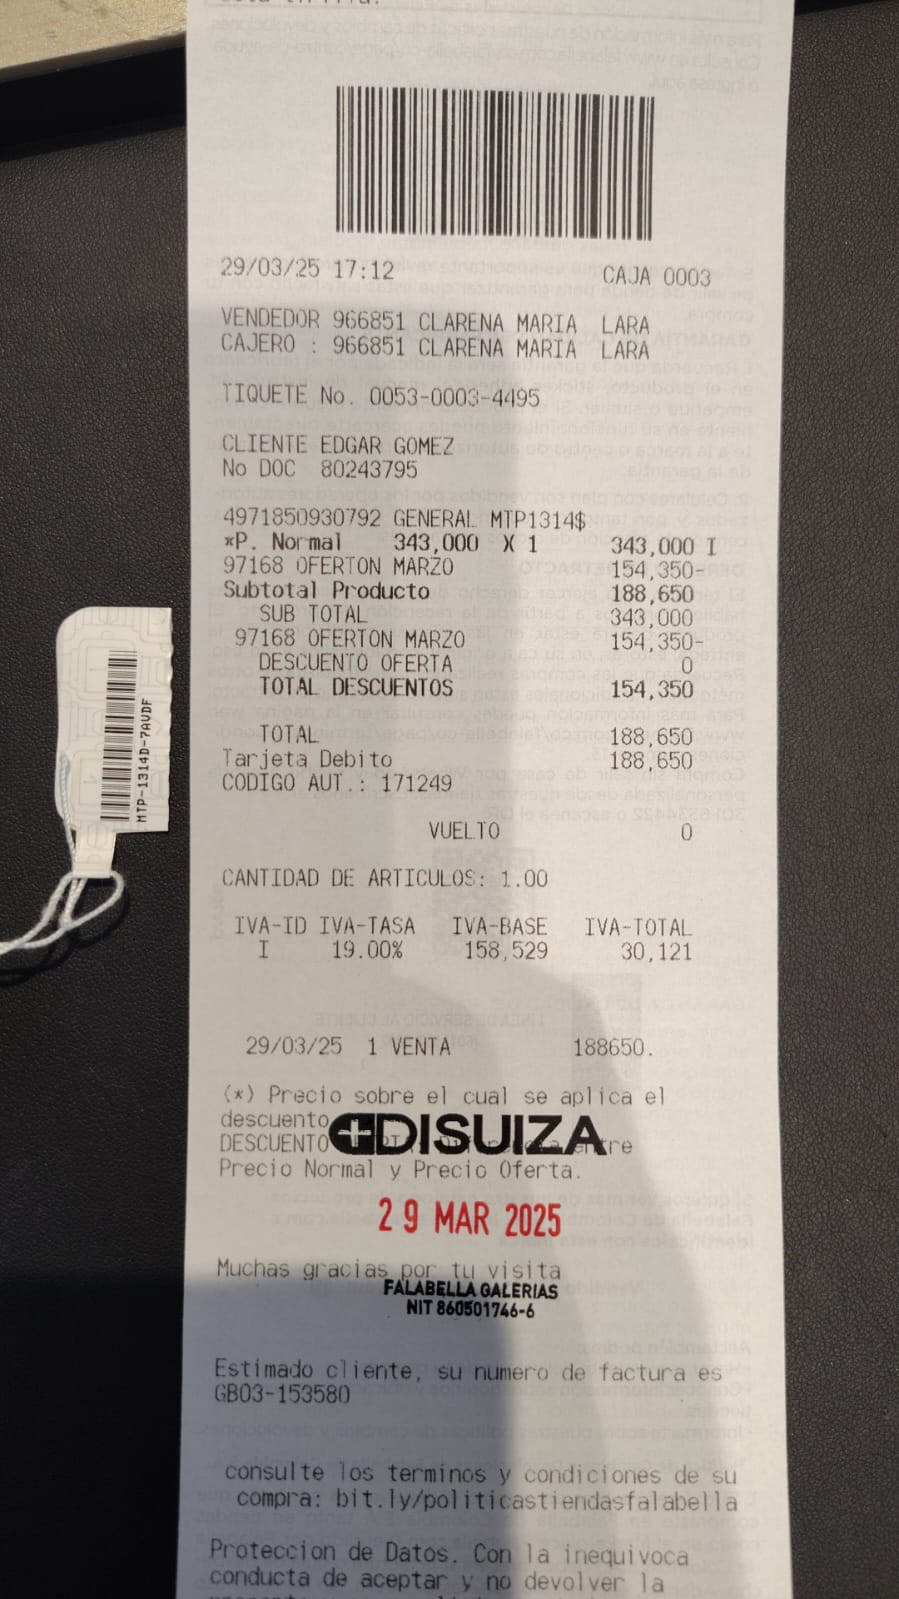 29/03/25 17:12 CAJA 0003
VENDEDOR 966851 CLARENA MARIA LARA
CAJERO : 966851 CLARENA MARIA LARA
TIQUETE No. 0053-0003-4495
CLIENTE EDGAR GOMEZ
No DOC 80243795
4971850930792 GENERAL MTP1314$
*P. Normal 343,000 X 1 343,000 I
97168 OFERTON MARZO 154,350-
Subtotal Producto 188,650
SUB TOTAL 343,000
97168 OFERTON MARZO 154,350-
DESCUENTO OFERTA 0
TOTAL DESCUENTOS 154,350
TOTAL 188,650
Tarjeta Debito 188,650
CODIGO AUT.: 171249
VUELTO 0
CANTIDAD DE ARTICULOS: 1.00
IVA-ID IVA-TASA IVA-BASE IVA-TOTAL
I 19.00% 158,529 30,121
29/03/25 1 VENTA 188650.
(*) Precio sobre el cual se aplica el
descuento
DISUIZA
DESCUENTO entre
Precio Normal y Precio Oferta.
29 MAR 2025
Muchas gracias por tu visita
FALABELLA GALERIAS
NIT 860501746-6
Estimado cliente, su numero de factura es
GB03-153580
consulte los terminos y condiciones de su
compra: bit.ly/politicastiendasfalabella
Proteccion de Datos. Con la inequivoca
conducta de aceptar y no devolver la
MTP-1314D-7AVDF